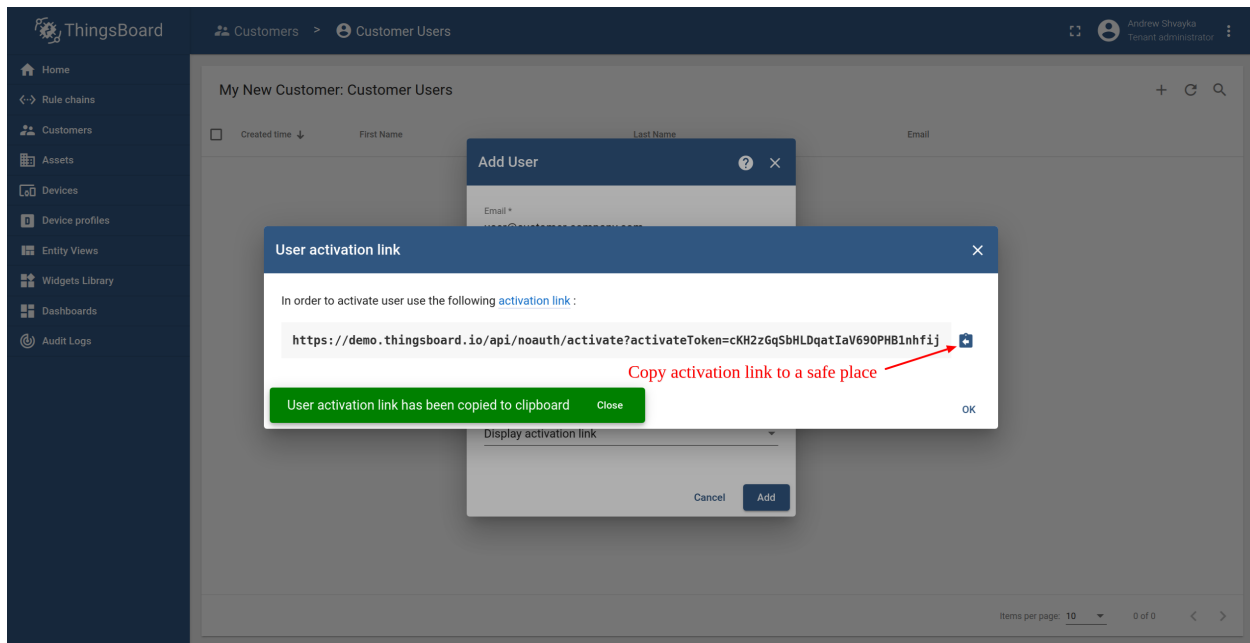 ThingsBoard
Customers > Customer Users
Andrew Shvayka
Tenant administrator
Home
Rule chains
Customers
Assets
Devices
Device profiles
Entity Views
Widgets Library
Dashboards
Audit Logs
My New Customer: Customer Users
Created time First Name Last Name Email
Add User
Email *
User activation link
In order to activate user use the following activation link :
https://demo.thingsboard.io/api/noauth/activate?activateToken=cKH2zGqSbHLDqatIaV69OPHB1nhfij
Copy activation link to a safe place
User activation link has been copied to clipboard Close
OK
Display activation link
Cancel Add
Items per page: 10 0 of 0